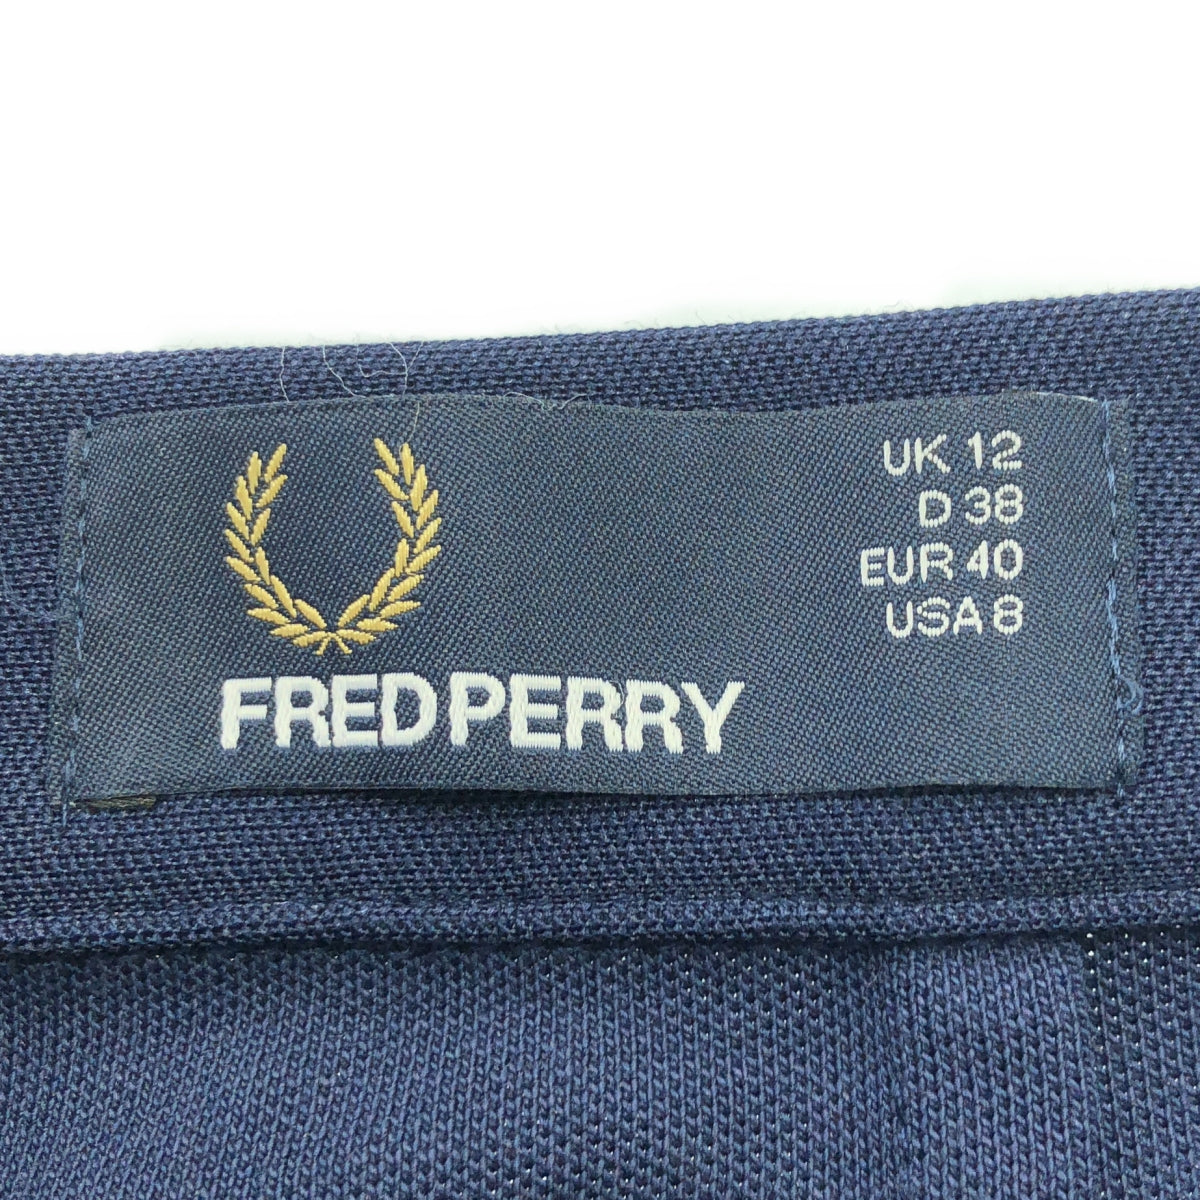 FRED PERRY
UK 12
D 38
EUR 40
USA 8